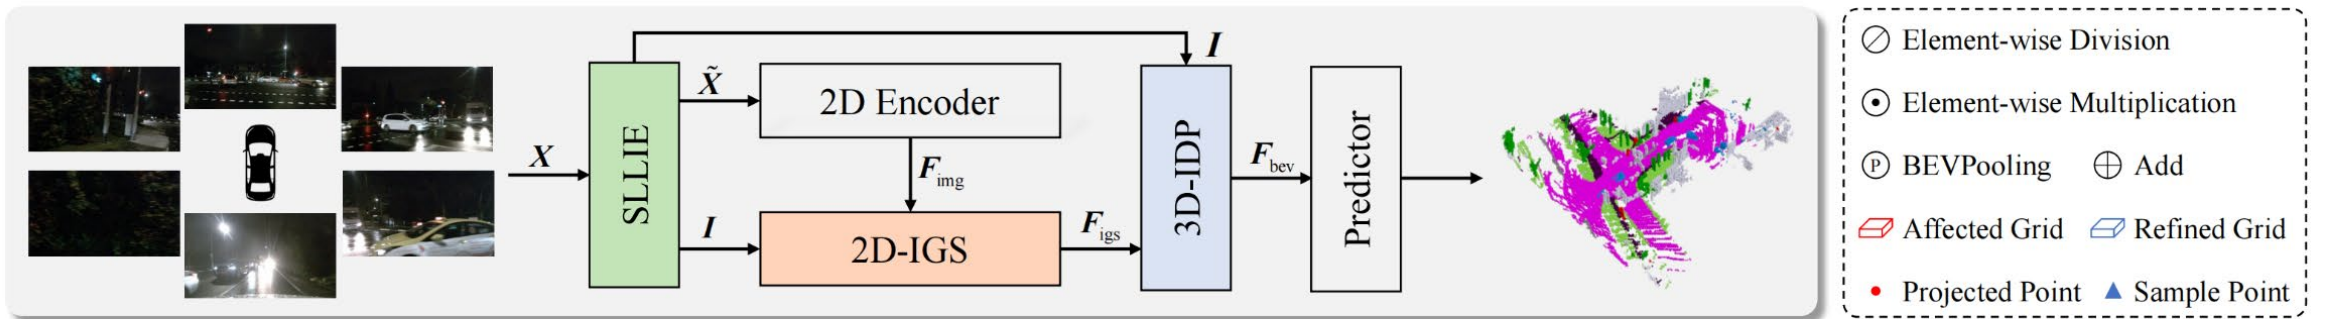 X
SLLIE
X̃
I
2D Encoder
F_img
2D-IGS
F_igs
I
3D-IDP
F_bev
Predictor
Element-wise Division
Element-wise Multiplication
P BEVPooling
Add
Affected Grid
Refined Grid
Projected Point
Sample Point